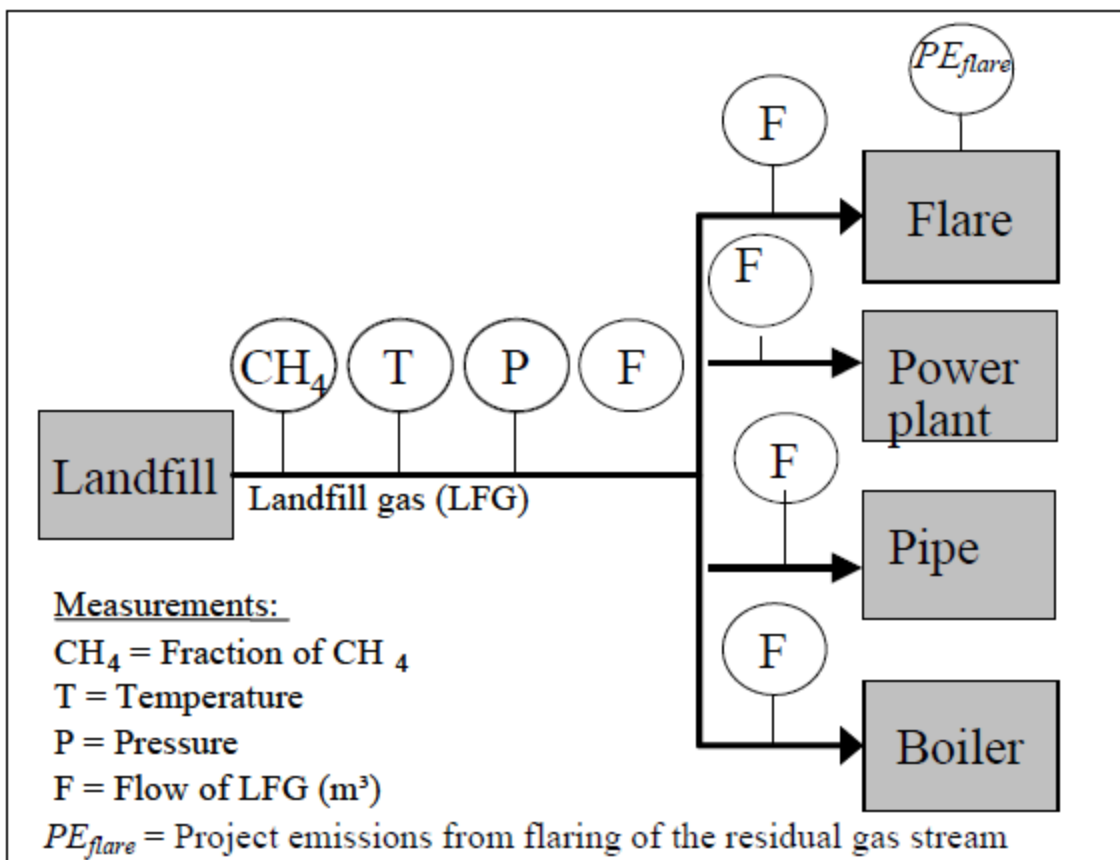 PE_flare
F
Flare
F
CH₄ T P F
Power
plant
Landfill
F
Landfill gas (LFG)
Pipe
Measurements:
CH₄ = Fraction of CH ₄
F
T = Temperature
P = Pressure
Boiler
F = Flow of LFG (m³)
PE_flare = Project emissions from flaring of the residual gas stream